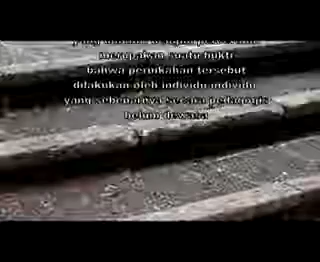 merupakan suatu bukti
bahwa pernikahan tersebut
dilakukan oleh individu individu
yang sebenarnya secara pedagogis
belum dewasa